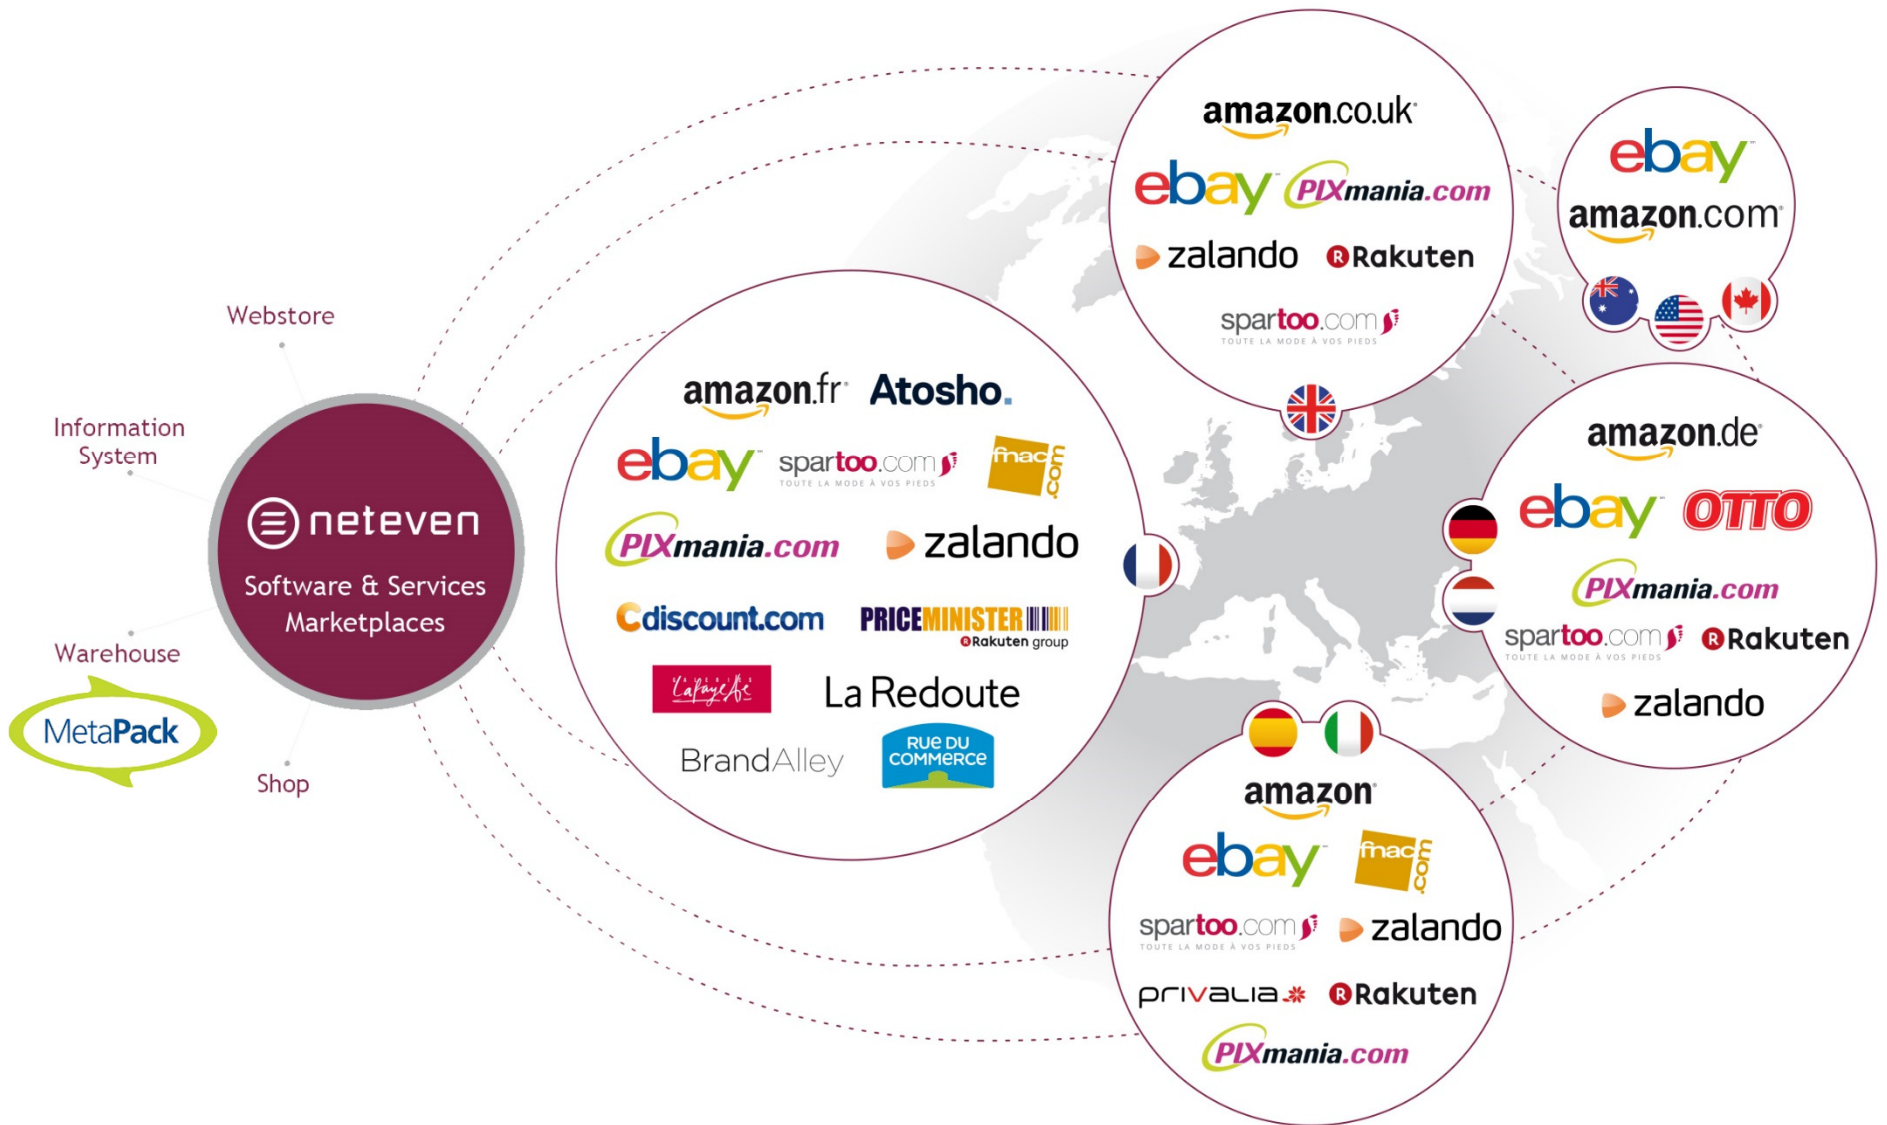 Webstore
Information
System
neteven
Software & Services
Marketplaces
Warehouse
MetaPack
Shop
amazon.fr
Atosho.
ebay
spartoo.com
TOUTE LA MODE À VOS PIEDS
fnac
.com
PIXmania.com
zalando
Cdiscount.com
PRICEMINISTER
Rakuten group
Lafayette
La Redoute
BrandAlley
RUE DU
COMMERCE
amazon.co.uk
ebay
PIXmania.com
zalando
R Rakuten
spartoo.com
TOUTE LA MODE À VOS PIEDS
ebay
amazon.com
amazon.de
ebay
OTTO
PIXmania.com
spartoo.com
TOUTE LA MODE À VOS PIEDS
R Rakuten
zalando
amazon
ebay
fnac
.com
spartoo.com
TOUTE LA MODE À VOS PIEDS
zalando
privalia
R Rakuten
PIXmania.com